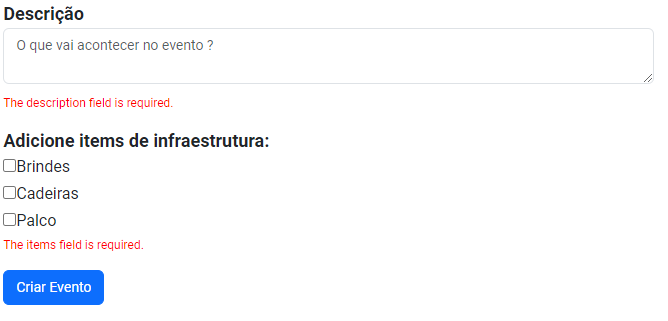 Descrição
O que vai acontecer no evento ?
The description field is required.
Adicione items de infraestrutura:
Brindes
Cadeiras
Palco
The items field is required.
Criar Evento